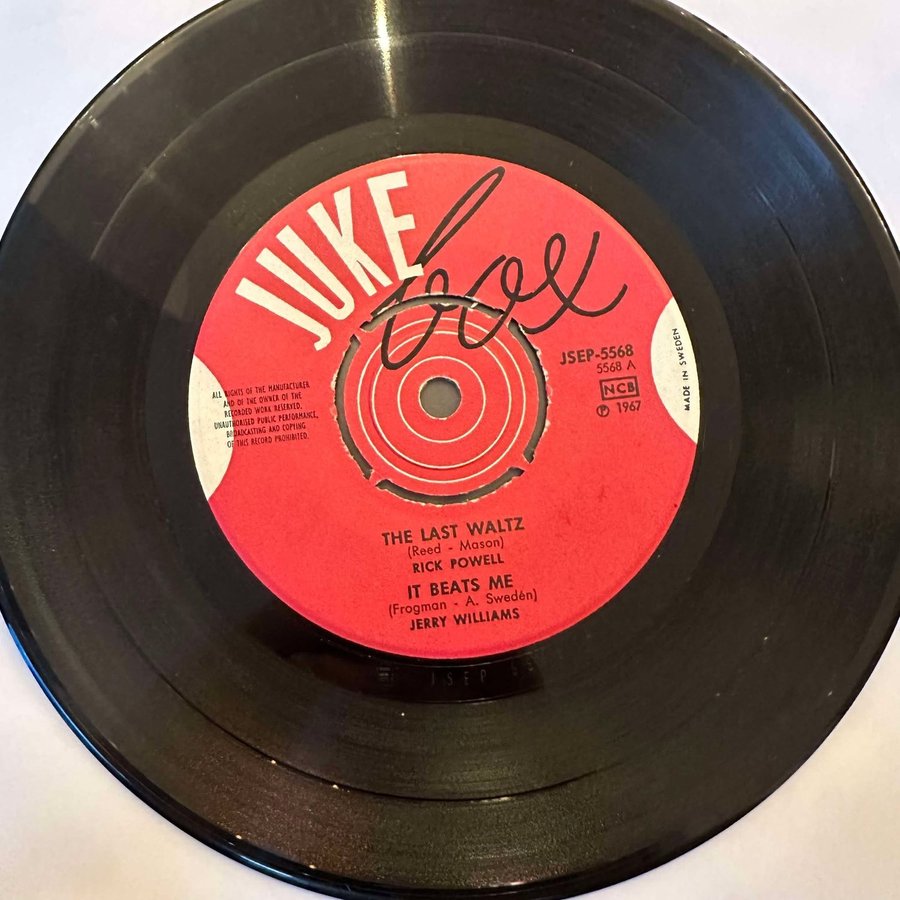 JUKE
box
JSEP-5568
5568 A
NCB
℗ 1967
MADE IN SWEDEN
ALL RIGHTS OF THE MANUFACTURER
AND OF THE OWNER OF THE
RECORDED WORK RESERVED.
UNAUTHORISED PUBLIC PERFORMANCE,
BROADCASTING AND COPYING
OF THIS RECORD PROHIBITED.
THE LAST WALTZ
(Reed - Mason)
RICK POWELL
IT BEATS ME
(Frogman - A. Swedén)
JERRY WILLIAMS
JSEP